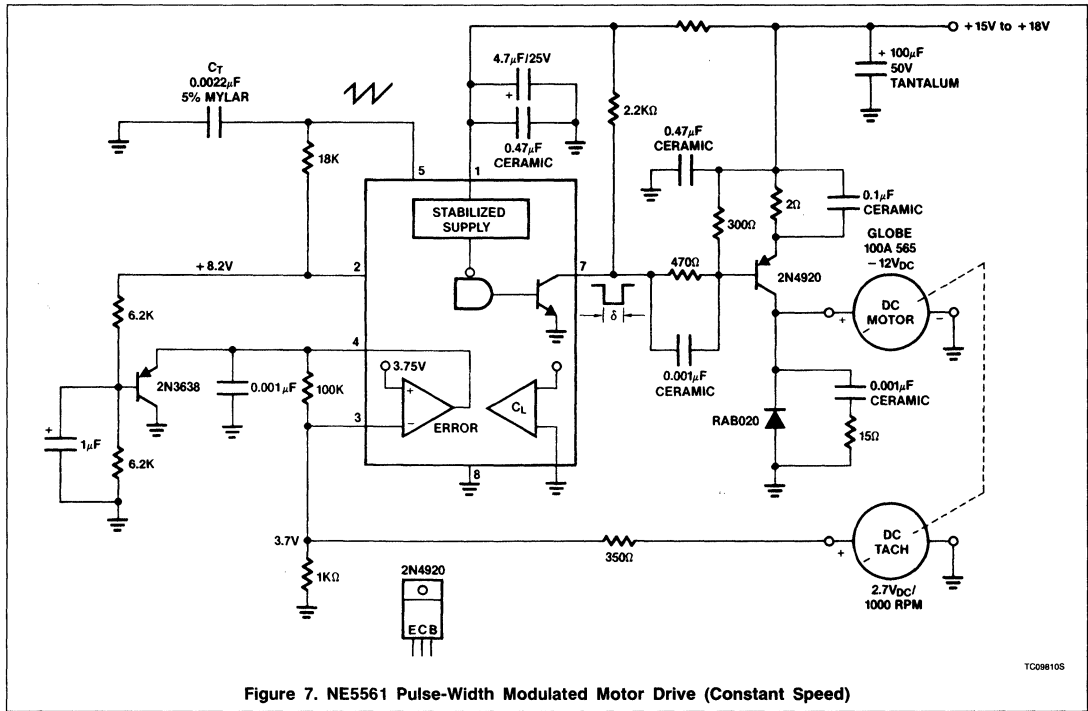 +15V to +18V
CT
0.0022μF
5% MYLAR
4.7μF/25V
+
+ 100μF
50V
TANTALUM
2.2KΩ
0.47μF
CERAMIC
0.47μF
CERAMIC
18K
5
1
STABILIZED
SUPPLY
300Ω
2Ω
0.1μF
CERAMIC
GLOBE
100A 565
−12VDC
+8.2V
2
7
470Ω
2N4920
δ
DC
MOTOR
+
−
6.2K
0.001μF
CERAMIC
4
3.75V
2N3638
0.001μF
100K
+
−
ERROR
CL
3
0.001μF
CERAMIC
RAB020
15Ω
+
1μF
6.2K
8
3.7V
350Ω
+
DC
TACH
1KΩ
2N4920
E C B
2.7VDC/
1000 RPM
TC09810S
Figure 7. NE5561 Pulse-Width Modulated Motor Drive (Constant Speed)